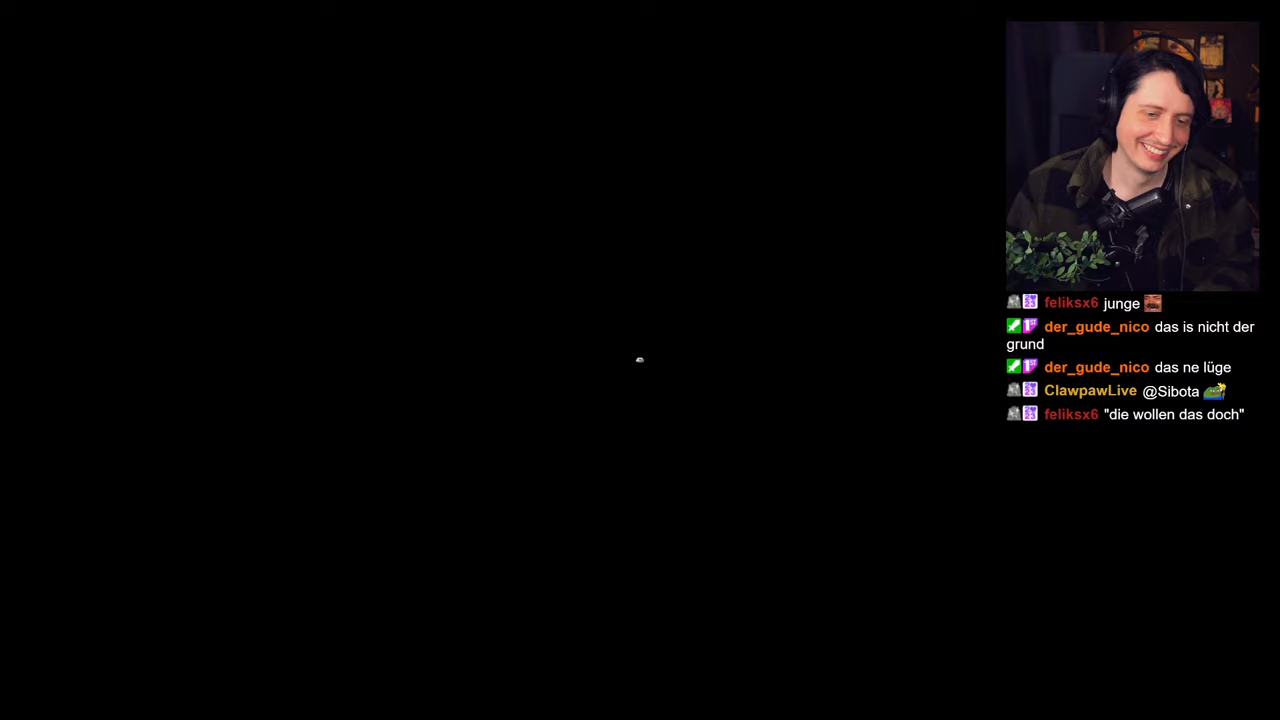 feliksx6 junge
der_gude_nico das is nicht der
grund
der_gude_nico das ne lüge
ClawpawLive @Sibota
feliksx6 "die wollen das doch"